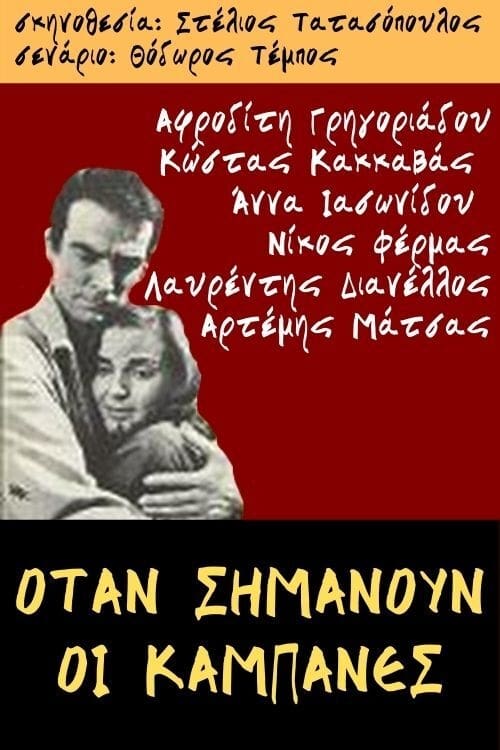 σκηνοθεσία: Στέλιος Τατασόπουλος
σενάριο: Θόδωρος Τέμπος
Αφροδίτη Γρηγοριάδου
Κώστας Κακκαβάς
Άννα Ιασωνίδου
Νίκος Φέρμας
Λαυρέντης Διανέλλος
Αρτέμης Μάτσας
ΟΤΑΝ ΣΗΜΑΝΟΥΝ
ΟΙ ΚΑΜΠΑΝΕΣ